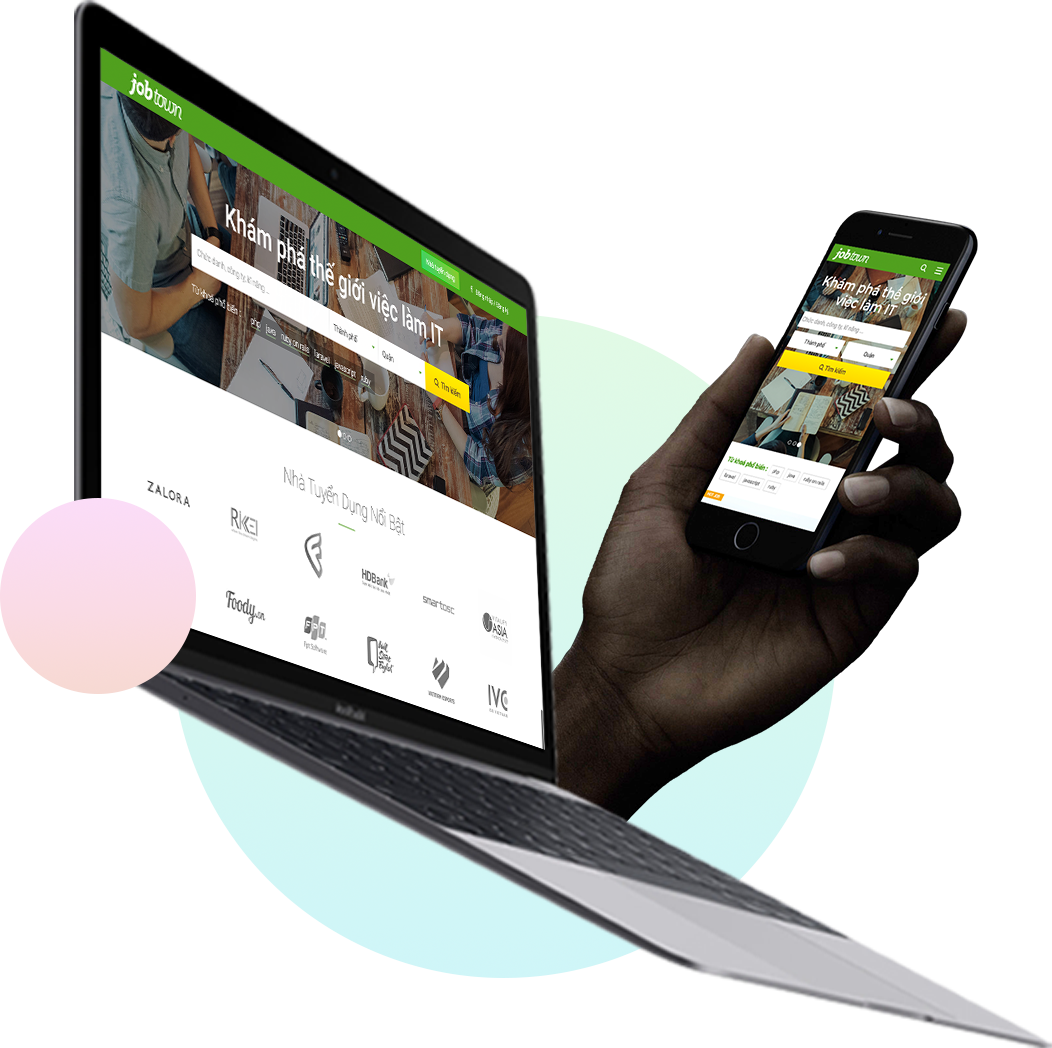 jobtown
Nhà tuyển dụng
Đăng nhập / Đăng ký
Khám phá thế giới việc làm IT
Chức danh, công ty, kĩ năng ...
Thành phố
Quận
Tìm kiếm
Từ khoá phổ biến :
php java ruby on rails laravel javascript ruby
Nhà Tuyển Dụng Nổi Bật
ZALORA
RIKKEI
HDBank
smartosc
ASIA
Foody.vn
FPT.
Fpt Software
Wall Street English
IVC
jobtown
Khám phá thế giới
việc làm IT
Chức danh, công ty, kĩ năng ...
Thành phố
Quận
Tìm kiếm
Từ khoá phổ biến :
php
java
ruby on rails
laravel
javascript
ruby